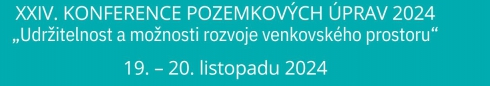 XXIV. KONFERENCE POZEMKOVÝCH ÚPRAV 2024
„Udržitelnost a možnosti rozvoje venkovského prostoru“
19. – 20. listopadu 2024